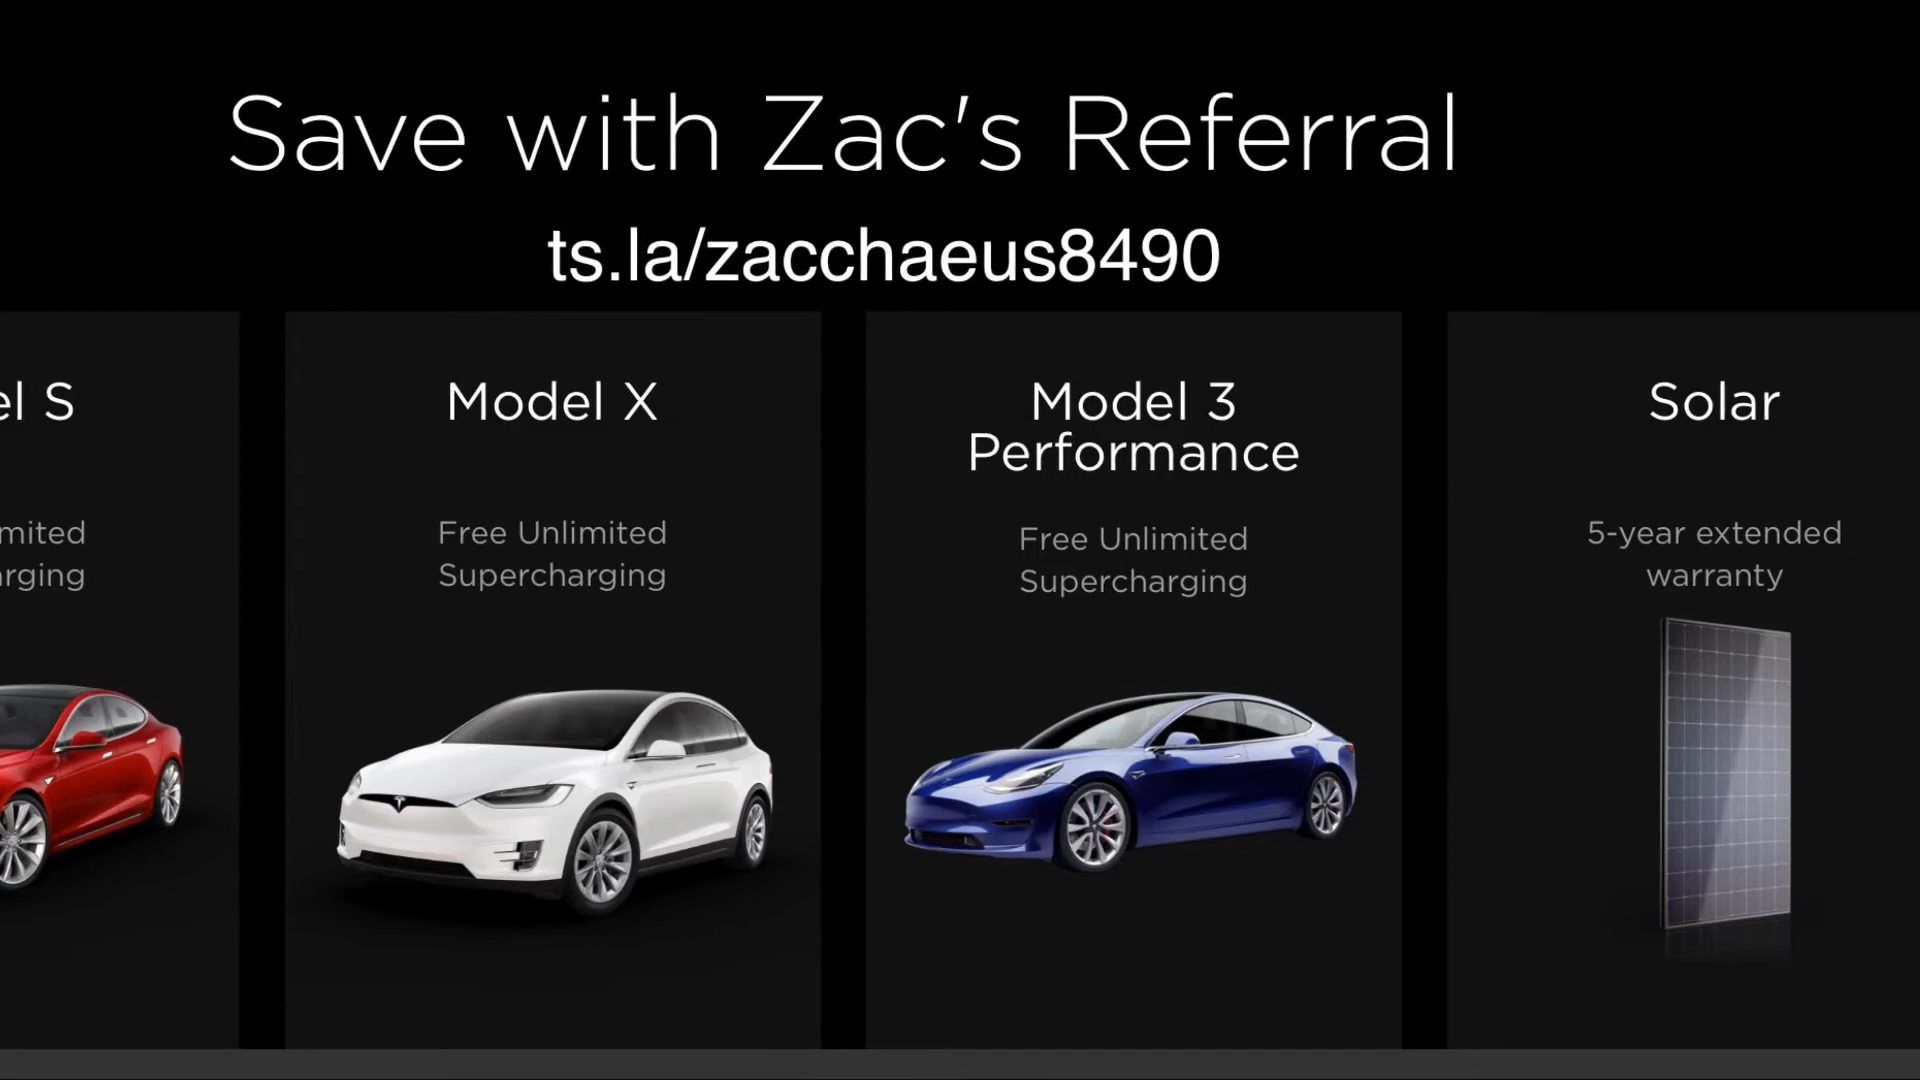 Save with Zac's Referral
ts.la/zacchaeus8490
el S
mited
rging
Model X
Free Unlimited
Supercharging
Model 3
Performance
Free Unlimited
Supercharging
Solar
5-year extended
warranty